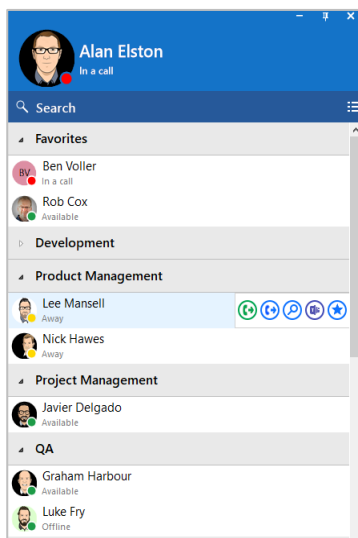 Alan Elston
In a call
Search
Favorites
BV
Ben Voller
In a call
Rob Cox
Available
Development
Product Management
Lee Mansell
Away
Nick Hawes
Away
Project Management
Javier Delgado
Available
QA
Graham Harbour
Available
Luke Fry
Offline